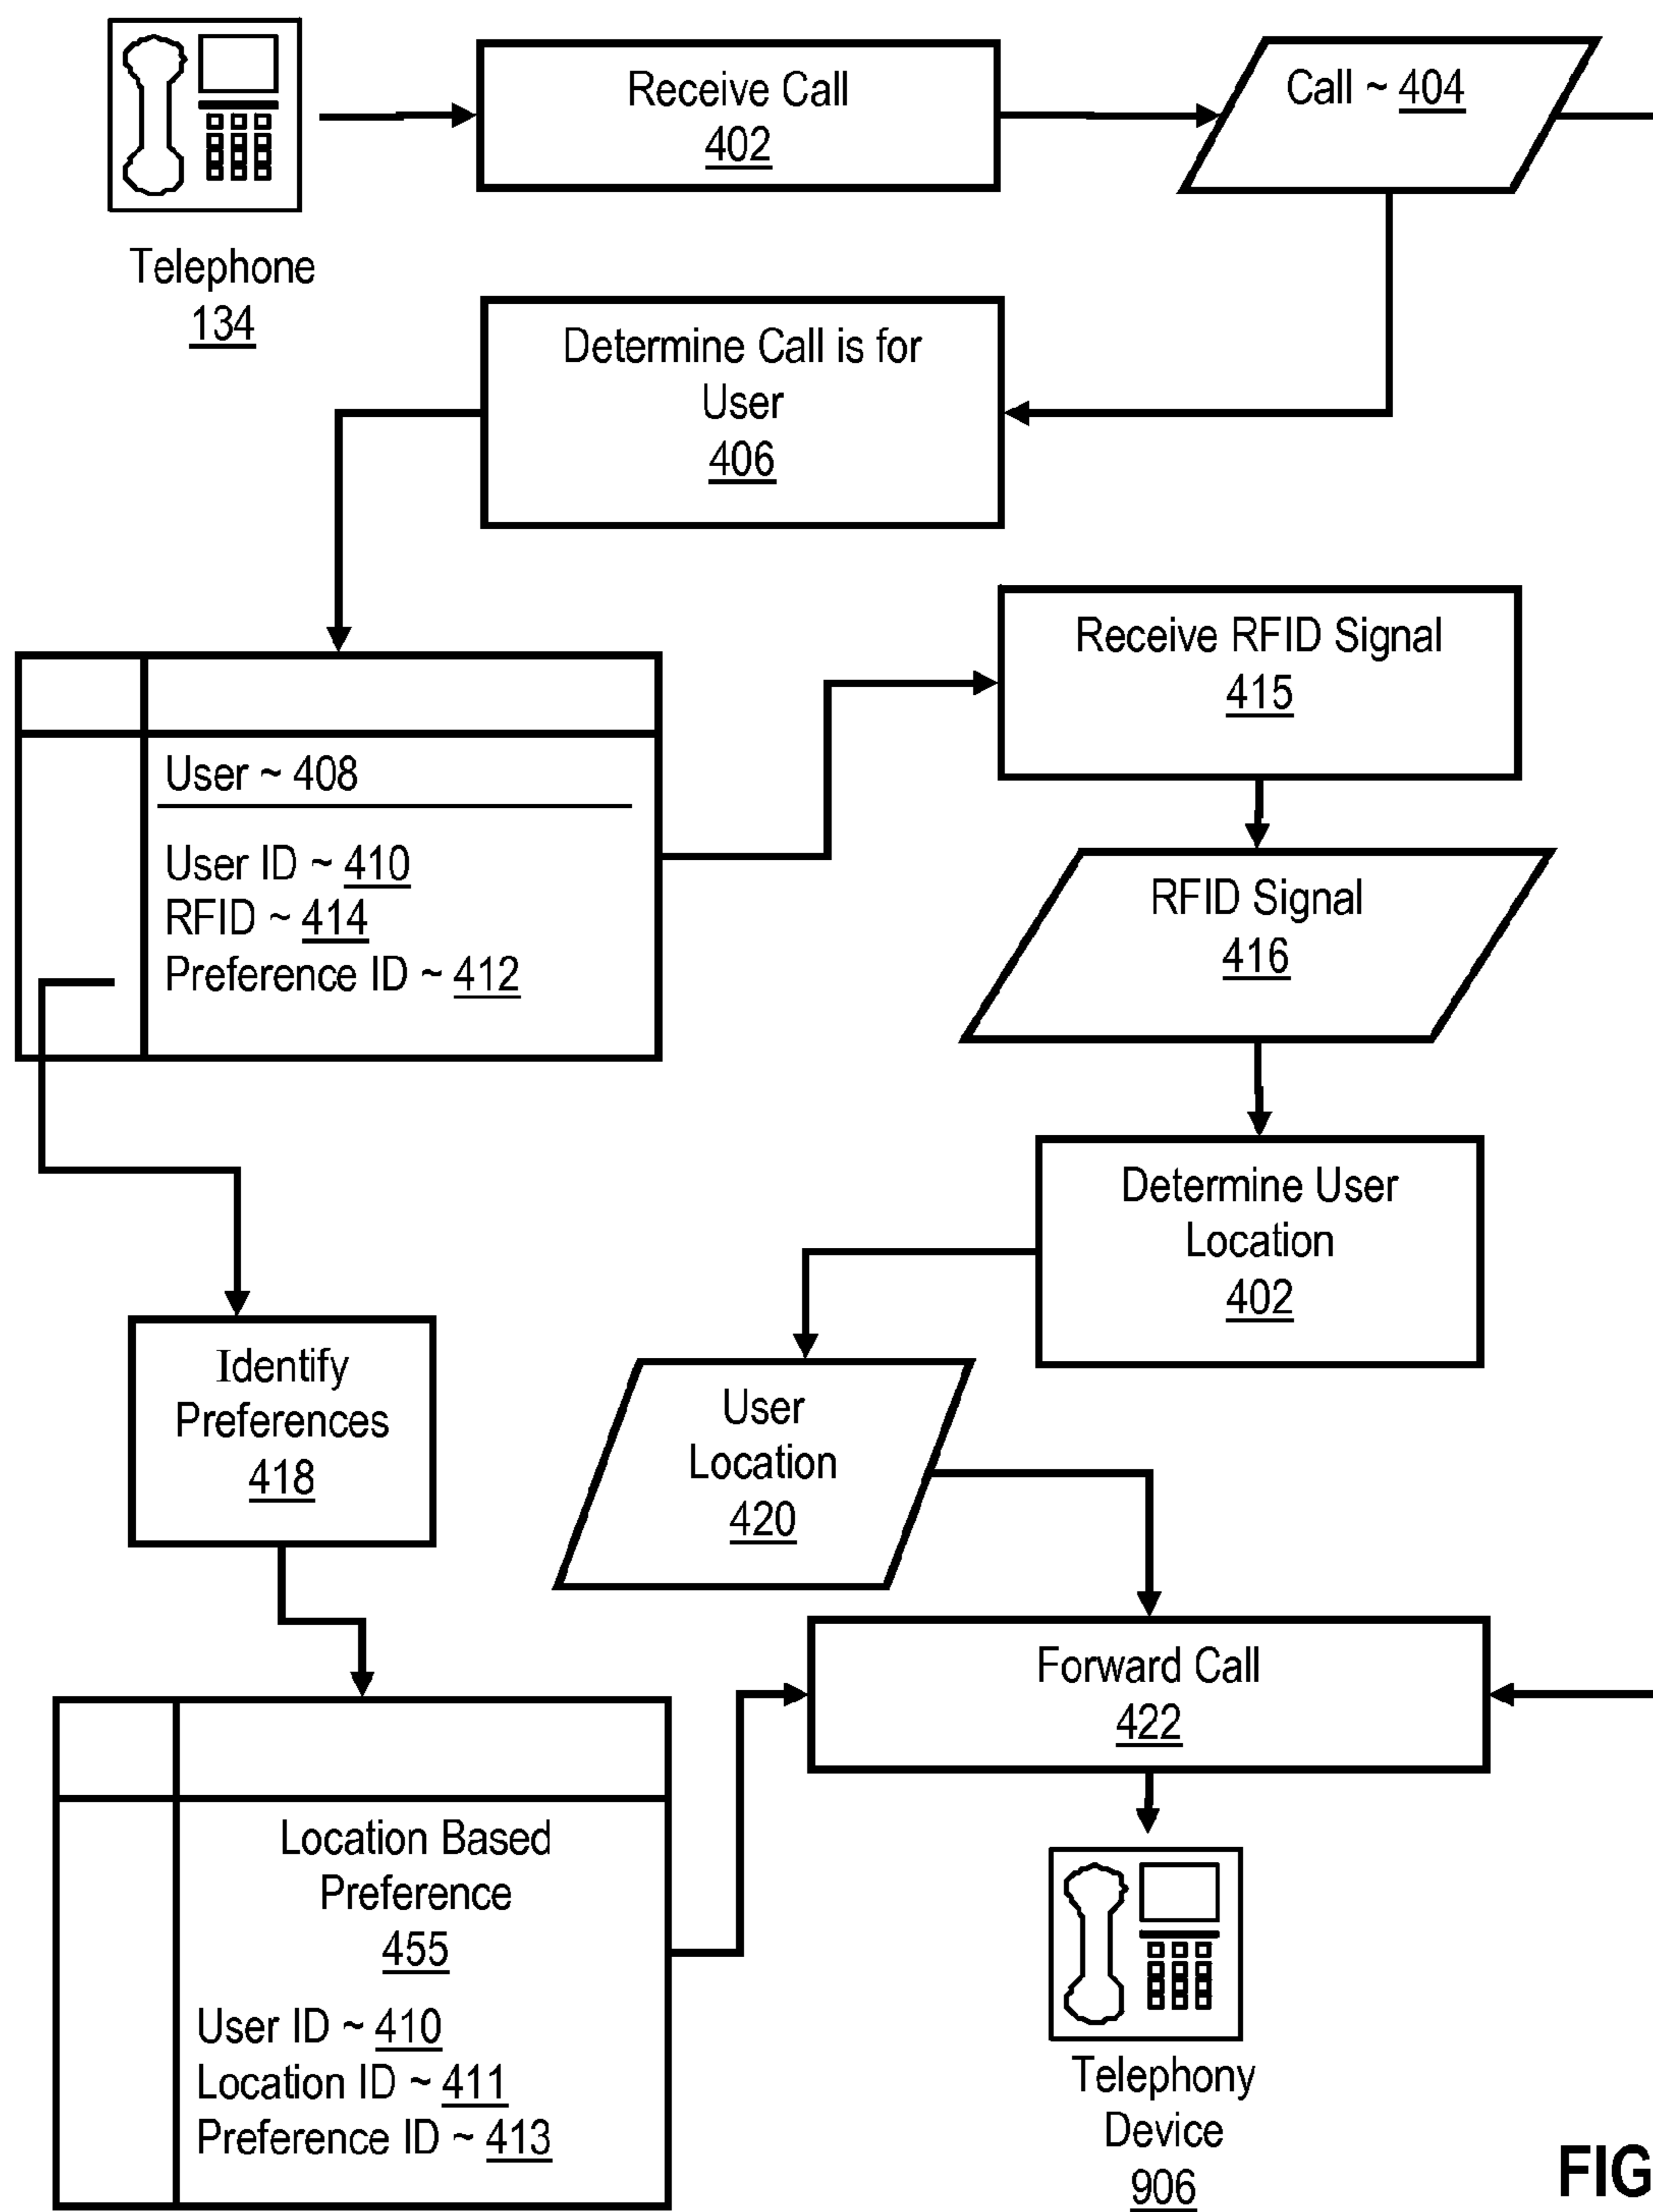 Receive Call
402
Call ~ 404
Telephone
134
Determine Call is for
User
406
Receive RFID Signal
415
User ~ 408
User ID ~ 410
RFID ~ 414
Preference ID ~ 412
RFID Signal
416
Determine User
Location
402
Identify
Preferences
418
User
Location
420
Forward Call
422
Location Based
Preference
455
User ID ~ 410
Location ID ~ 411
Preference ID ~ 413
Telephony
Device
906
FIG